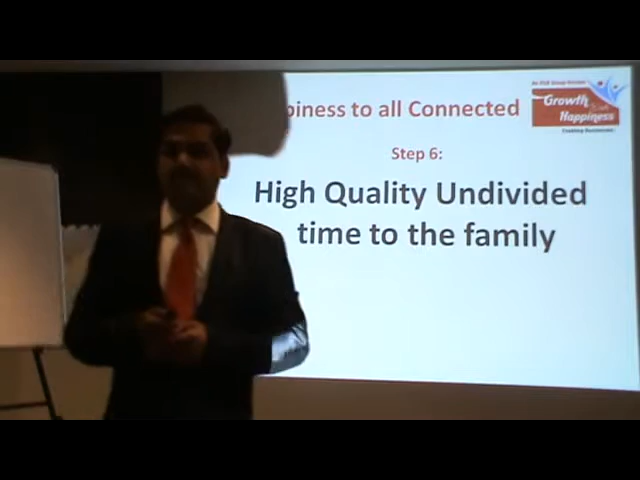 piness to all Connected
Growth
Happiness
Step 6:
High Quality Undivided
time to the family